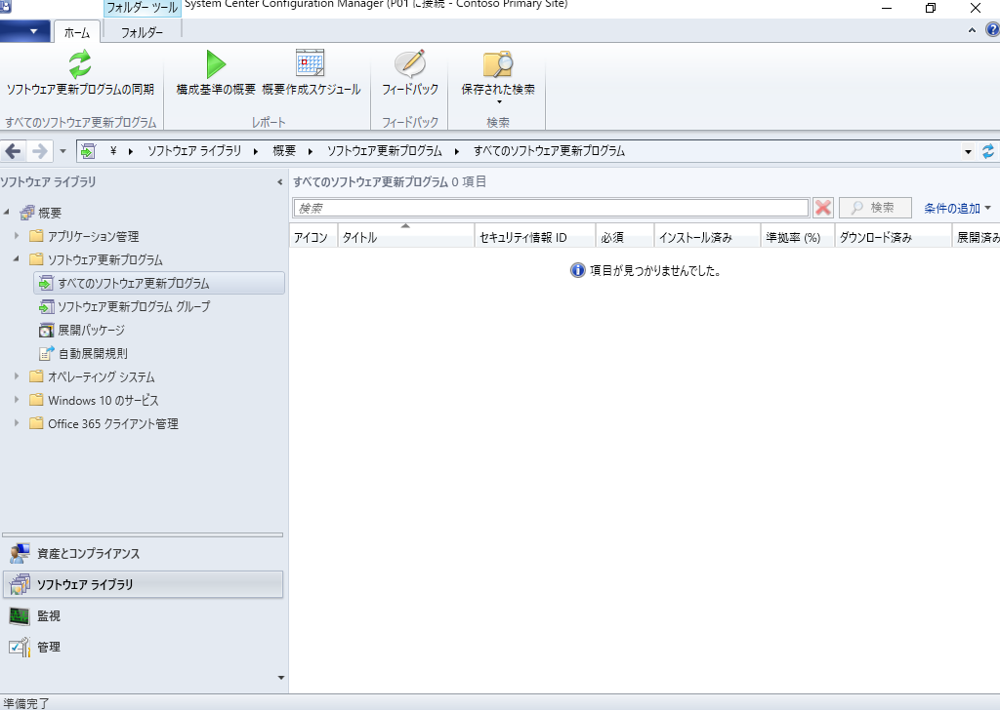 フォルダー ツール System Center Configuration Manager (P01 に接続 - Contoso Primary Site)
ホーム フォルダー
ソフトウェア更新プログラムの同期 構成基準の概要 概要作成スケジュール フィードバック 保存された検索
すべてのソフトウェア更新プログラム レポート フィードバック 検索
¥ ソフトウェア ライブラリ 概要 ソフトウェア更新プログラム すべてのソフトウェア更新プログラム
ソフトウェア ライブラリ
概要
アプリケーション管理
ソフトウェア更新プログラム
すべてのソフトウェア更新プログラム
ソフトウェア更新プログラム グループ
展開パッケージ
自動展開規則
オペレーティング システム
Windows 10 のサービス
Office 365 クライアント管理
資産とコンプライアンス
ソフトウェア ライブラリ
監視
管理
すべてのソフトウェア更新プログラム 0 項目
検索 検索 条件の追加
アイコン タイトル セキュリティ情報 ID 必須 インストール済み 準拠率 (%) ダウンロード済み 展開済み
項目が見つかりませんでした。
準備完了